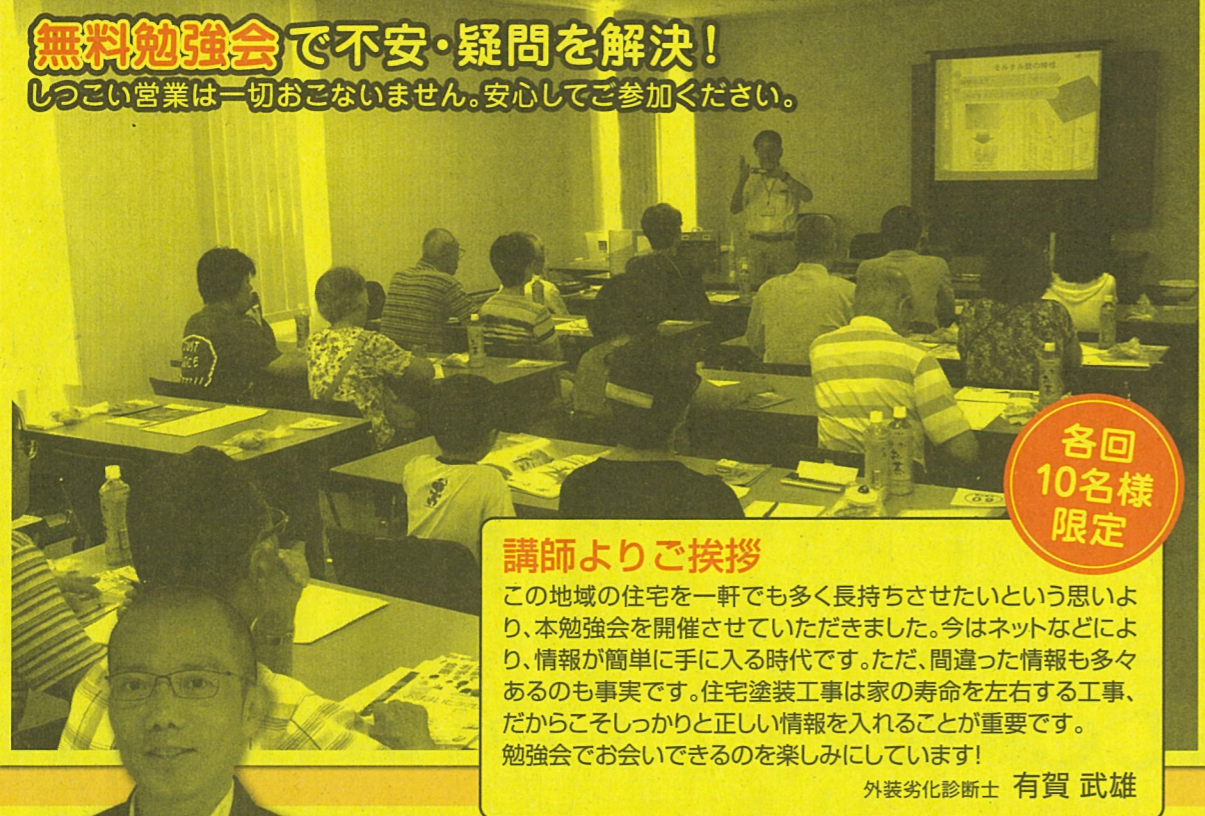 無料勉強会で不安・疑問を解決！
しつこい営業は一切おこないません。安心してご参加ください。
モルタル壁の特性
各回
10名様
限定
講師よりご挨拶
この地域の住宅を一軒でも多く長持ちさせたいという思いよ
り、本勉強会を開催させていただきました。今はネットなどによ
り、情報が簡単に手に入る時代です。ただ、間違った情報も多々
あるのも事実です。住宅塗装工事は家の寿命を左右する工事、
だからこそしっかりと正しい情報を入れることが重要です。
勉強会でお会いできるのを楽しみにしています!
外装劣化診断士 有賀 武雄